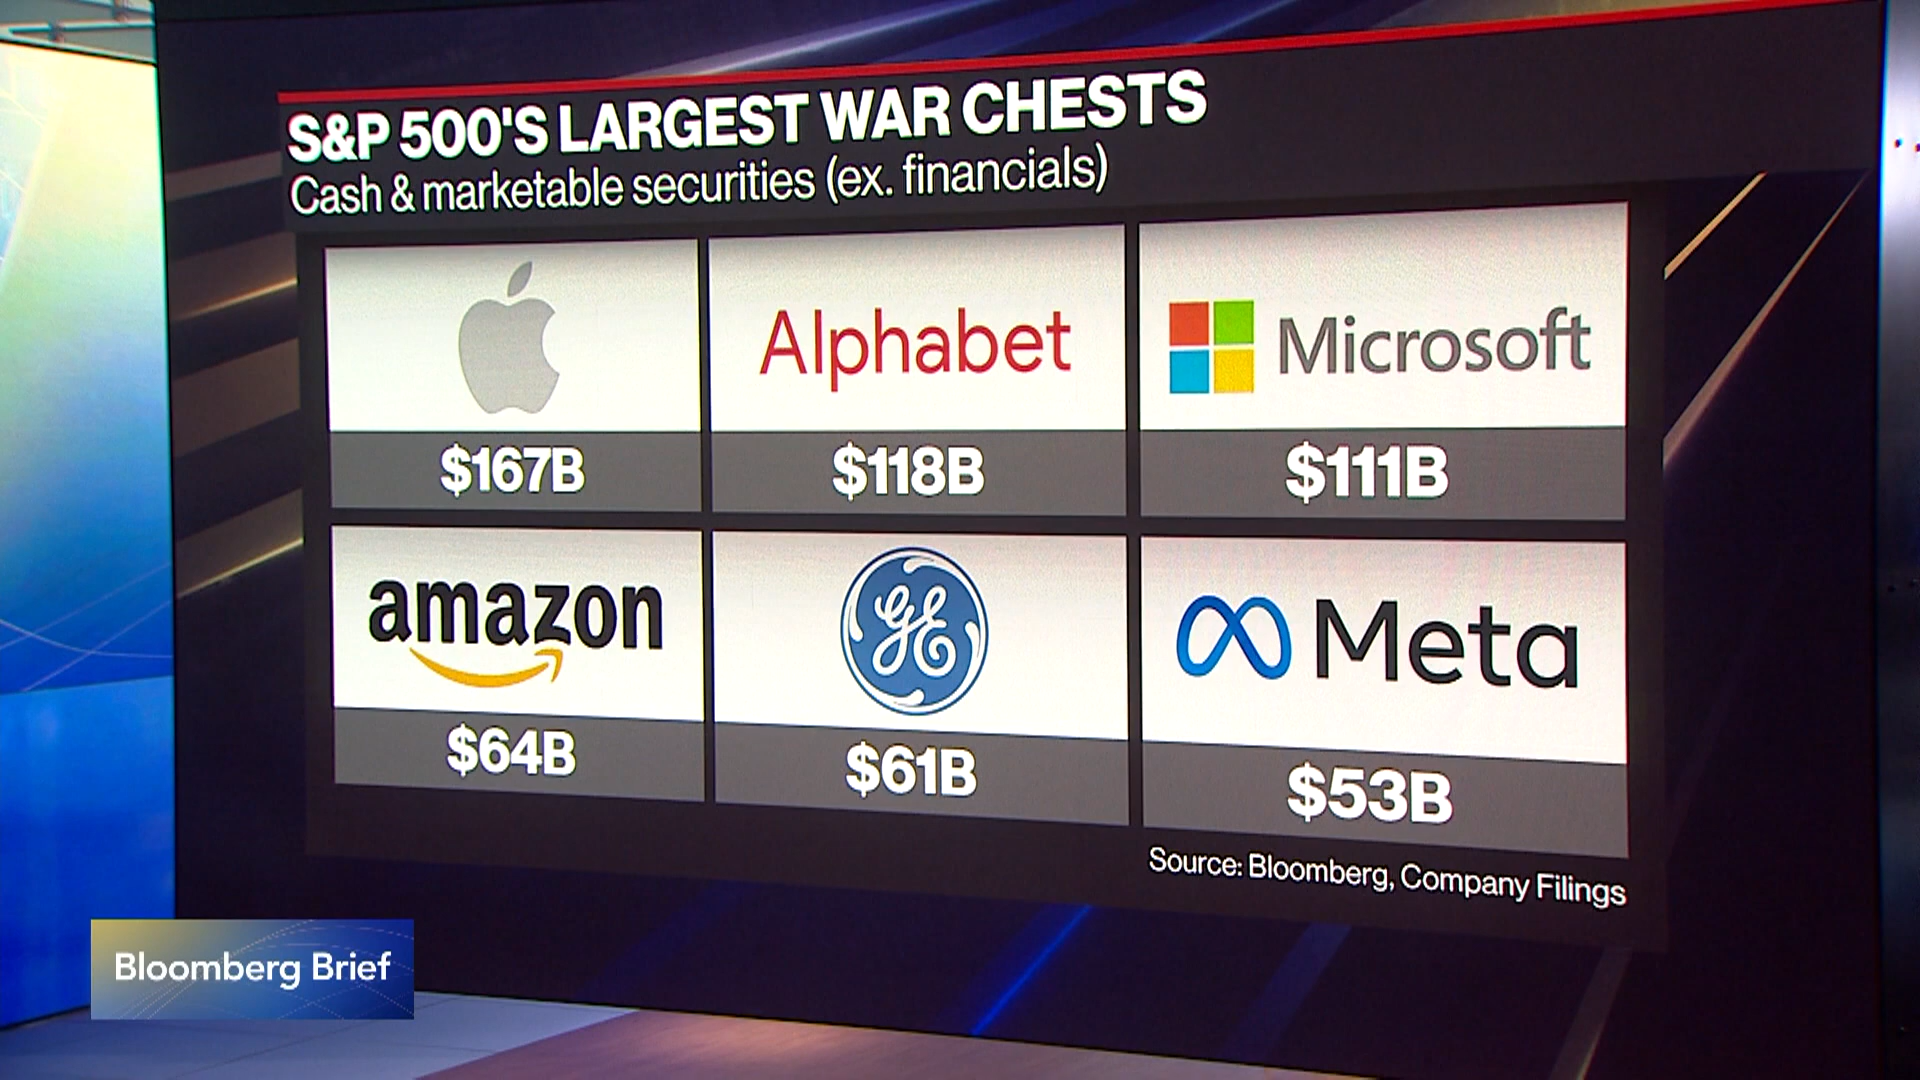 S&P 500'S LARGEST WAR CHESTS
Cash & marketable securities (ex. financials)
Alphabet
Microsoft
$167B
$118B
$111B
amazon
GE
Meta
$64B
$61B
$53B
Source: Bloomberg, Company Filings
Bloomberg Brief